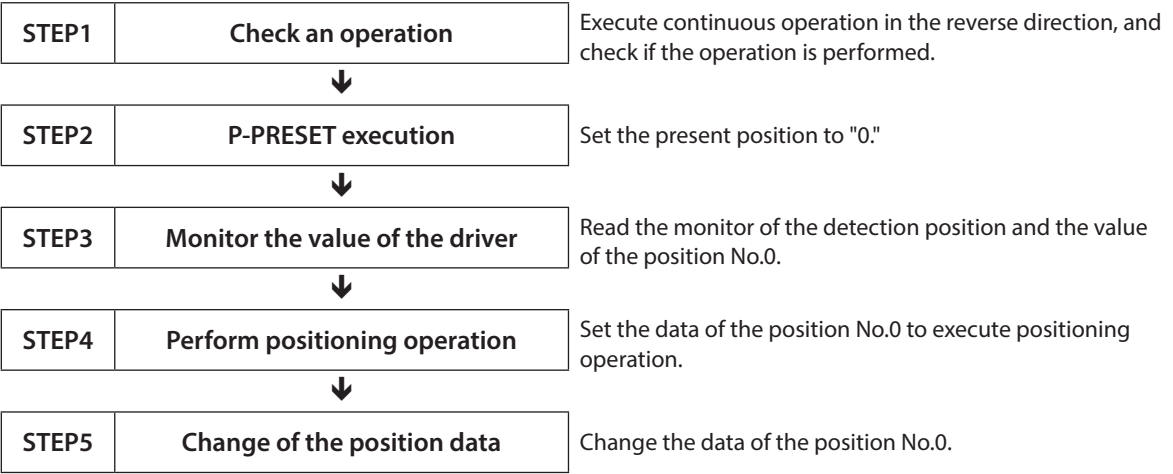 STEP1
Check an operation
Execute continuous operation in the reverse direction, and
check if the operation is performed.
STEP2
P-PRESET execution
Set the present position to "0."
STEP3
Monitor the value of the driver
Read the monitor of the detection position and the value
of the position No.0.
STEP4
Perform positioning operation
Set the data of the position No.0 to execute positioning
operation.
STEP5
Change of the position data
Change the data of the position No.0.